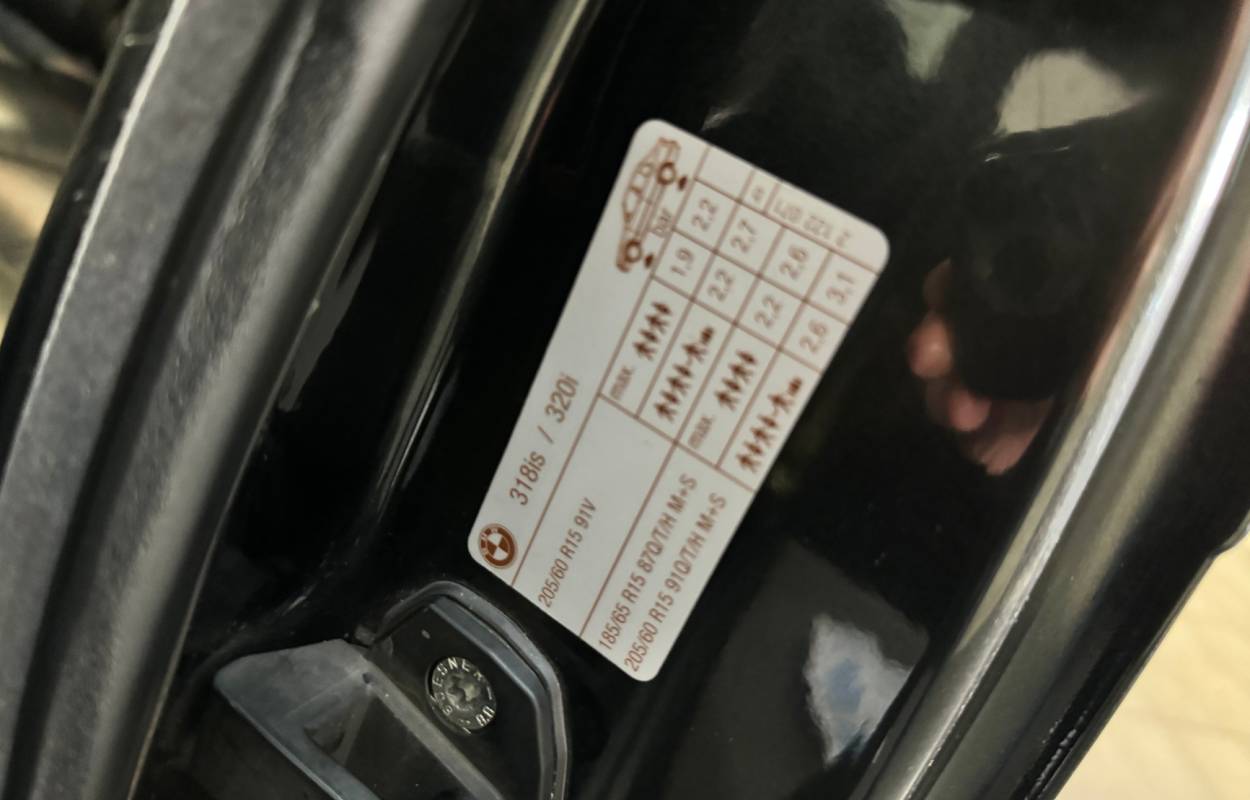 318is / 320i
bar
205/60 R15 91V
max.
1.9 2.2
2.2 2.7
185/65 R15 87Q/T/H M+S
205/60 R15 91Q/T/H M+S
max.
2.2 2.6
2.6 3.1